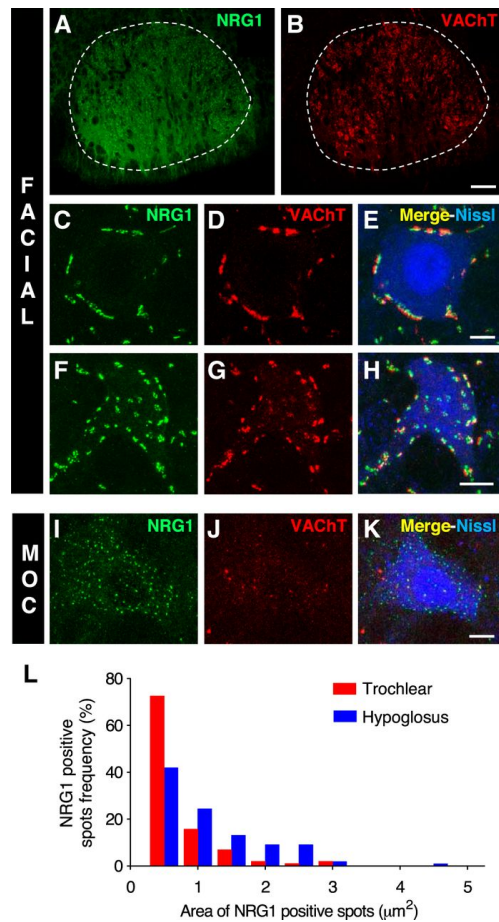 A NRG1 B VAChT
FACIAL
C NRG1 D VAChT E Merge-Nissl
F G H
MOC
I NRG1 J VAChT K Merge-Nissl
L
80
60
40
20
0
NRG1 positive
spots frequency (%)
Trochlear
Hypoglosus
0 1 2 3 4 5
Area of NRG1 positive spots (μm²)